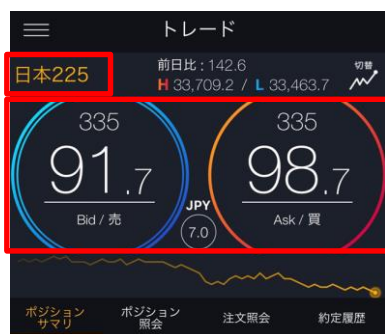 トレード
日本225
前日比 : 142.6
H 33,709.2 / L 33,463.7
切替
335
91.7
Bid / 売
JPY
7.0
335
98.7
Ask / 買
ポジション
サマリ
ポジション
照会
注文照会
約定履歴